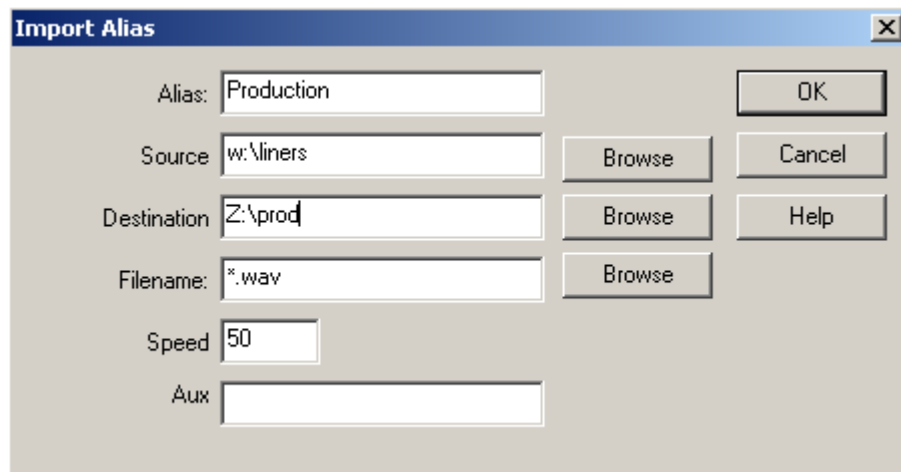 Import Alias
Alias: Production OK
Source w:\liners Browse Cancel
Destination Z:\prod Browse Help
Filename: *.wav Browse
Speed 50
Aux